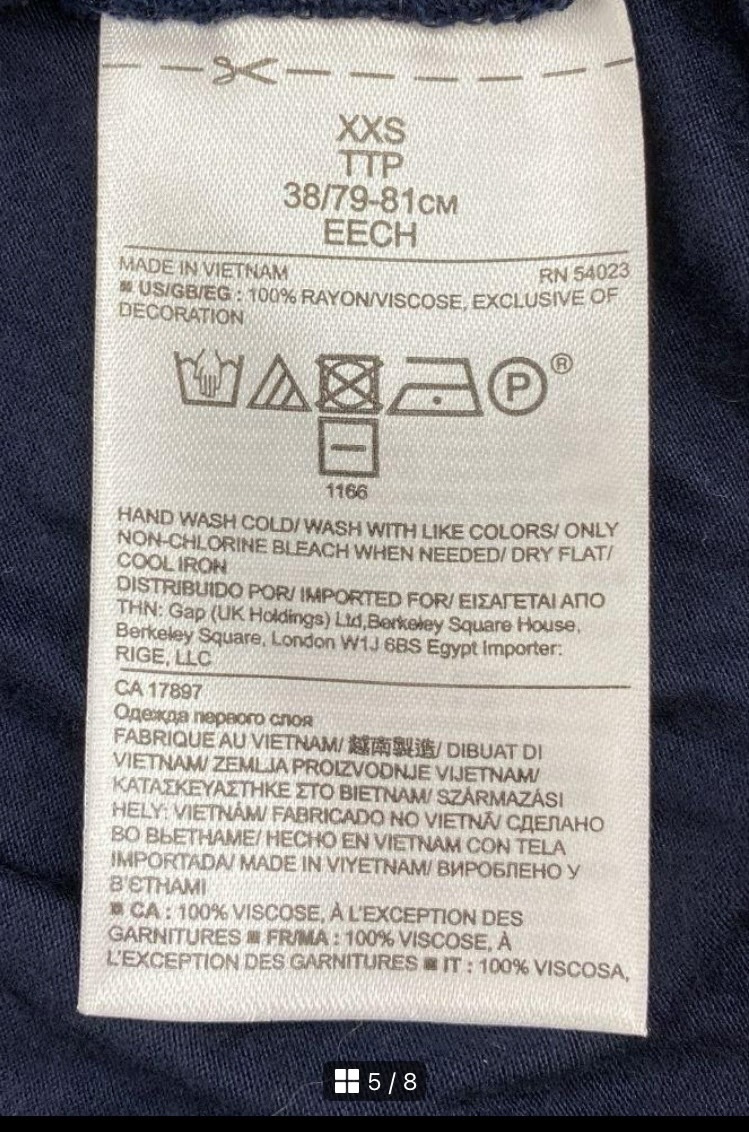 XXS
TTP
38/79-81CM
EECH
MADE IN VIETNAM RN 54023
US/GB/EG : 100% RAYON/VISCOSE, EXCLUSIVE OF
DECORATION
P ®
1166
HAND WASH COLD/ WASH WITH LIKE COLORS/ ONLY
NON-CHLORINE BLEACH WHEN NEEDED/ DRY FLAT/
COOL IRON
DISTRIBUIDO POR/ IMPORTED FOR/ ΕΙΣΑΓΕΤΑΙ ΑΠΟ
ΤΗΝ: Gap (UK Holdings) Ltd,Berkeley Square House,
Berkeley Square, London W1J 6BS Egypt Importer:
RIGE, LLC
CA 17897
Одежда первого слоя
FABRIQUE AU VIETNAM/ 越南製造/ DIBUAT DI
VIETNAM/ ZEMLJA PROIZVODNJE VIJETNAM/
ΚΑΤΑΣΚΕΥΑΣΤΗΚΕ ΣΤΟ ΒΙΕΤΝΑΜ/ SZÁRMAZÁSI
HELY: VIETNÁM/ FABRICADO NO VIETNÃ/ СДЕЛАНО
ВО ВЬЕТНАМЕ/ HECHO EN VIETNAM CON TELA
IMPORTADA/ MADE IN VIYETNAM/ ВИРОБЛЕНО У
В'ЄТНАМІ
CA : 100% VISCOSE, À L'EXCEPTION DES
GARNITURES ■ FR/MA : 100% VISCOSE, À
L'EXCEPTION DES GARNITURES ■ IT : 100% VISCOSA,
5 / 8